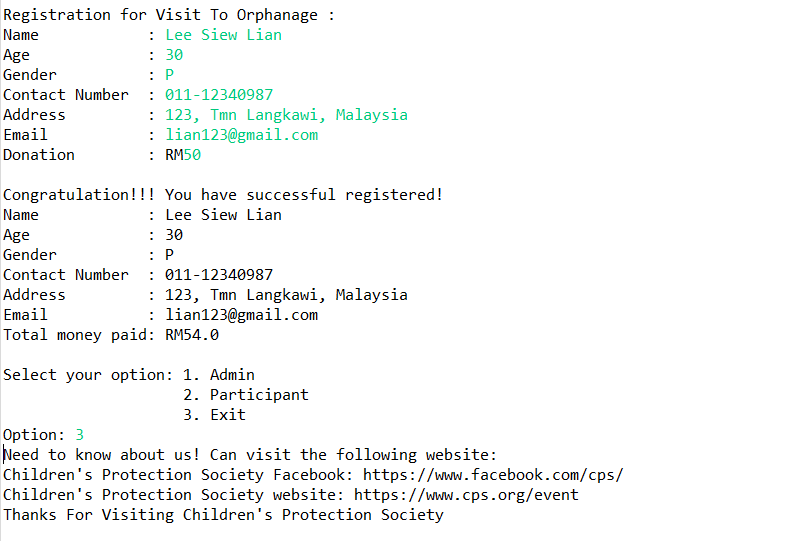 Registration for Visit To Orphanage :
Name            : Lee Siew Lian
Age             : 30
Gender          : P
Contact Number  : 011-12340987
Address         : 123, Tmn Langkawi, Malaysia
Email           : lian123@gmail.com
Donation        : RM50

Congratulation!!! You have successful registered!
Name            : Lee Siew Lian
Age             : 30
Gender          : P
Contact Number  : 011-12340987
Address         : 123, Tmn Langkawi, Malaysia
Email           : lian123@gmail.com
Total money paid: RM54.0

Select your option: 1. Admin
                    2. Participant
                    3. Exit
Option: 3
Need to know about us! Can visit the following website:
Children's Protection Society Facebook: https://www.facebook.com/cps/
Children's Protection Society website: https://www.cps.org/event
Thanks For Visiting Children's Protection Society